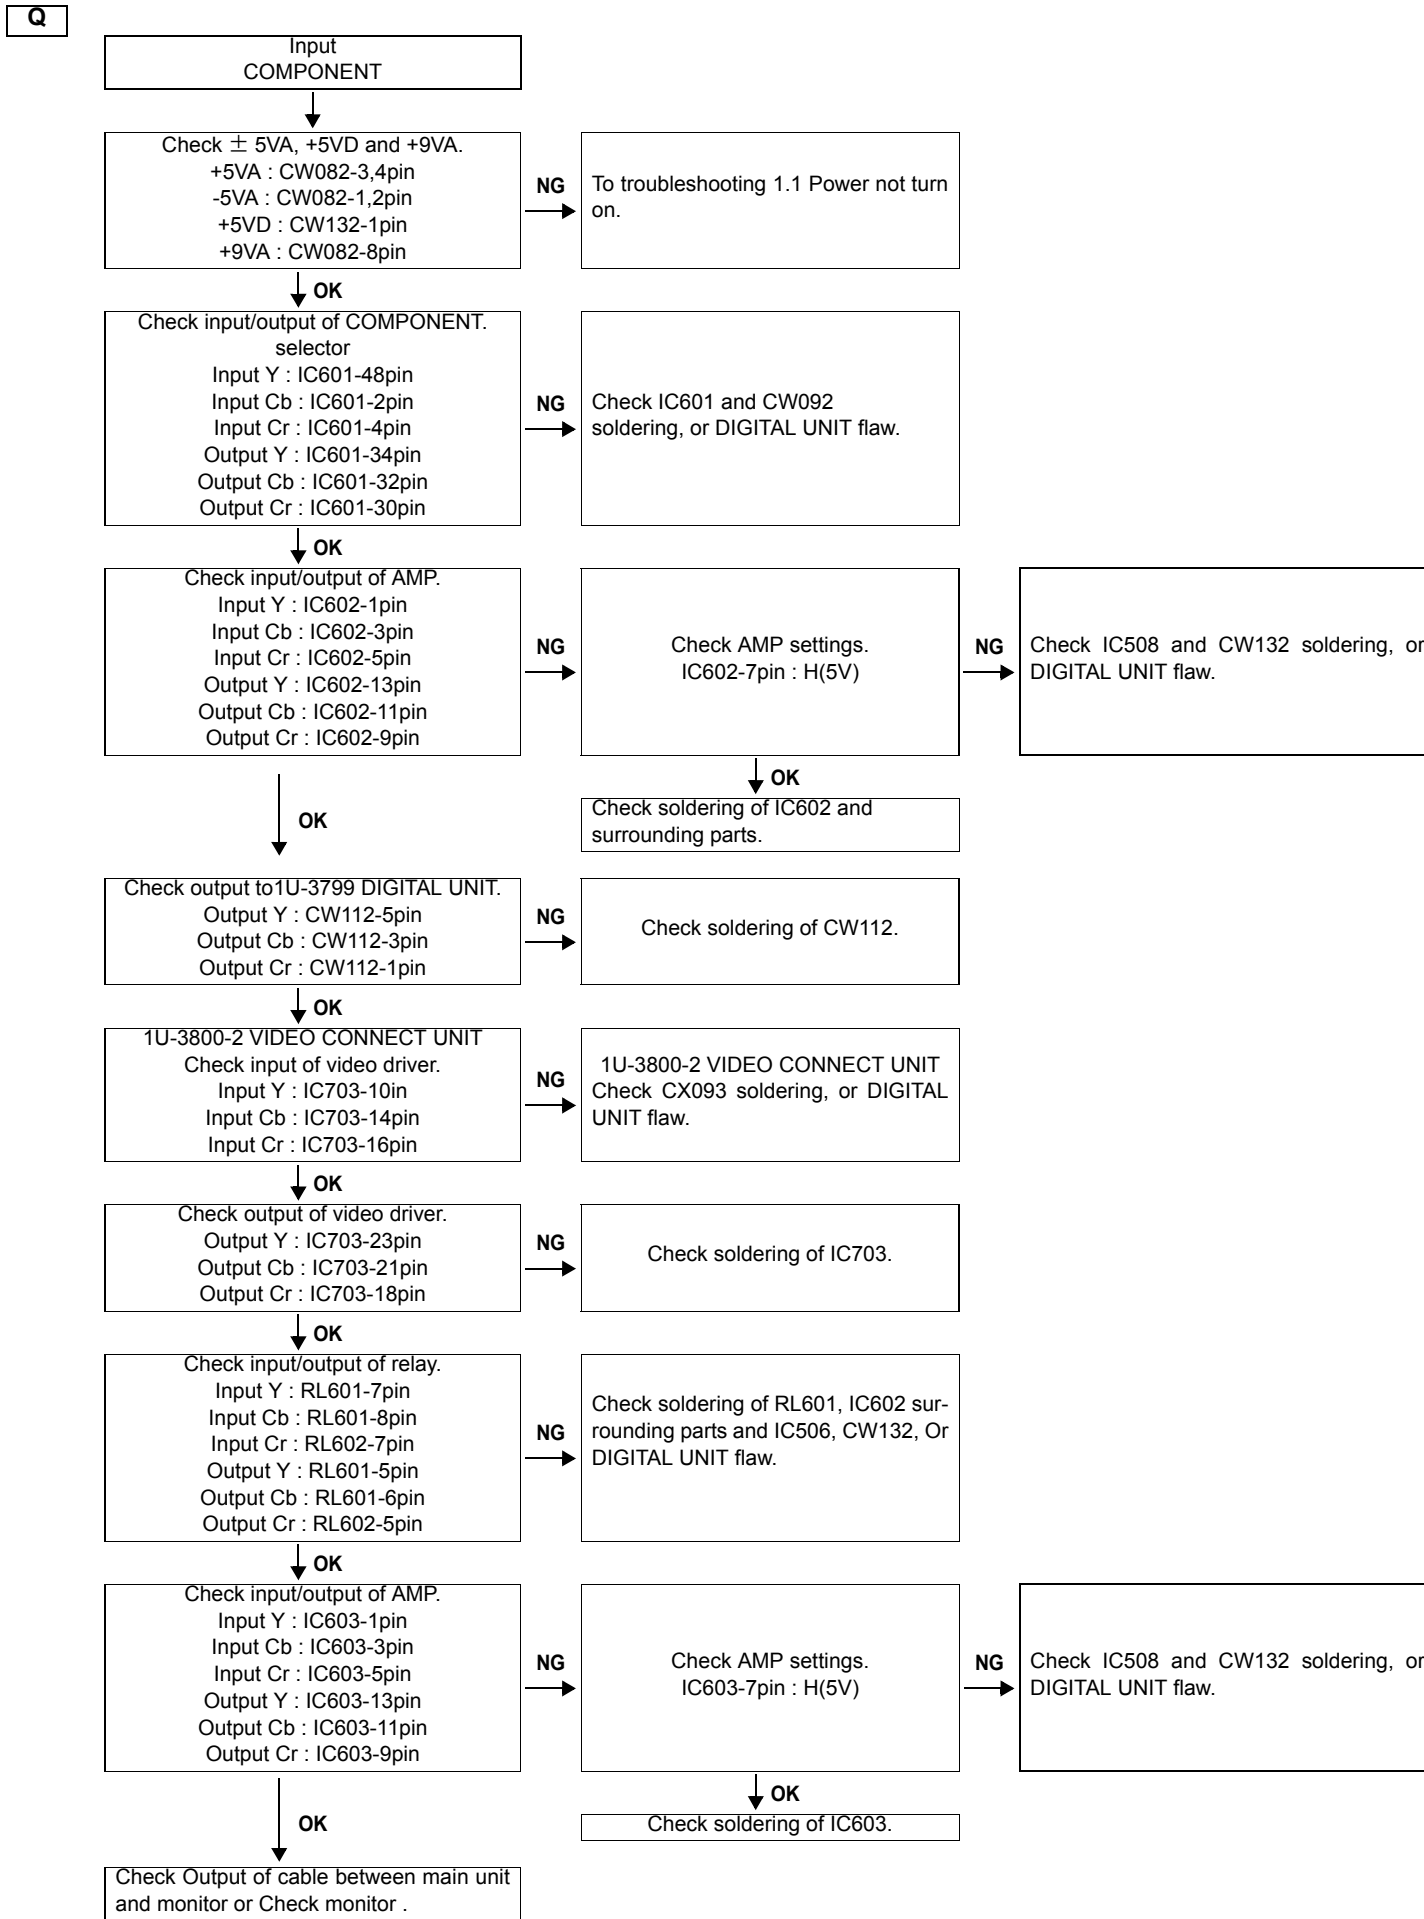 Q
Input
COMPONENT
Check ± 5VA, +5VD and +9VA.
+5VA : CW082-3,4pin
-5VA : CW082-1,2pin
+5VD : CW132-1pin
+9VA : CW082-8pin
NG
To troubleshooting 1.1 Power not turn
on.
OK
Check input/output of COMPONENT.
selector
Input Y : IC601-48pin
Input Cb : IC601-2pin
Input Cr : IC601-4pin
Output Y : IC601-34pin
Output Cb : IC601-32pin
Output Cr : IC601-30pin
NG
Check IC601 and CW092
soldering, or DIGITAL UNIT flaw.
OK
Check input/output of AMP.
Input Y : IC602-1pin
Input Cb : IC602-3pin
Input Cr : IC602-5pin
Output Y : IC602-13pin
Output Cb : IC602-11pin
Output Cr : IC602-9pin
NG
Check AMP settings.
IC602-7pin : H(5V)
NG
Check IC508 and CW132 soldering, or
DIGITAL UNIT flaw.
OK
Check soldering of IC602 and
surrounding parts.
OK
Check output to1U-3799 DIGITAL UNIT.
Output Y : CW112-5pin
Output Cb : CW112-3pin
Output Cr : CW112-1pin
NG
Check soldering of CW112.
OK
1U-3800-2 VIDEO CONNECT UNIT
Check input of video driver.
Input Y : IC703-10in
Input Cb : IC703-14pin
Input Cr : IC703-16pin
NG
1U-3800-2 VIDEO CONNECT UNIT
Check CX093 soldering, or DIGITAL
UNIT flaw.
OK
Check output of video driver.
Output Y : IC703-23pin
Output Cb : IC703-21pin
Output Cr : IC703-18pin
NG
Check soldering of IC703.
OK
Check input/output of relay.
Input Y : RL601-7pin
Input Cb : RL601-8pin
Input Cr : RL602-7pin
Output Y : RL601-5pin
Output Cb : RL601-6pin
Output Cr : RL602-5pin
NG
Check soldering of RL601, IC602 sur-
rounding parts and IC506, CW132, Or
DIGITAL UNIT flaw.
OK
Check input/output of AMP.
Input Y : IC603-1pin
Input Cb : IC603-3pin
Input Cr : IC603-5pin
Output Y : IC603-13pin
Output Cb : IC603-11pin
Output Cr : IC603-9pin
NG
Check AMP settings.
IC603-7pin : H(5V)
NG
Check IC508 and CW132 soldering, or
DIGITAL UNIT flaw.
OK
Check soldering of IC603.
OK
Check Output of cable between main unit
and monitor or Check monitor .